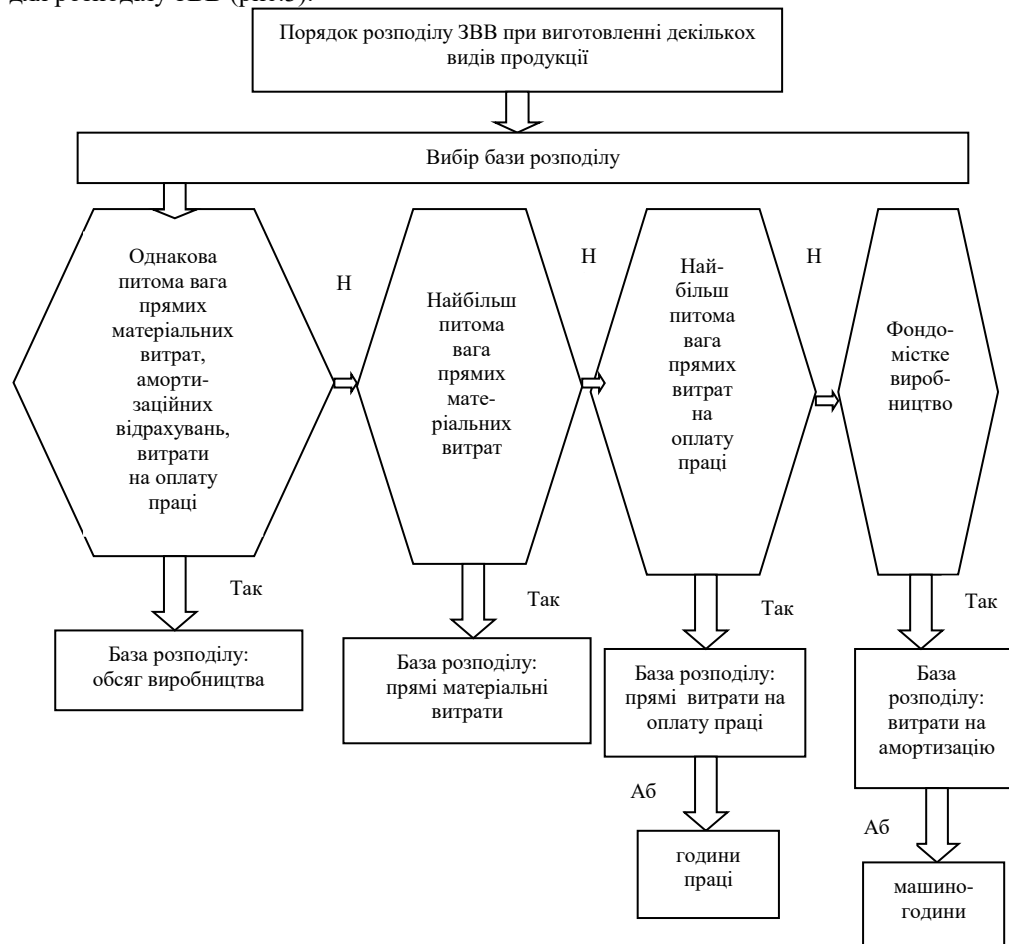 Порядок розподілу ЗВВ при виготовленні декількох
видів продукції
Вибір бази розподілу
Однакова
питома вага
прямих
матеріальних
витрат,
аморти-
заційних
відрахувань,
витрати
на оплату
праці
Н
Найбільш
питома
вага
прямих
мате-
ріальних
витрат
Н
Най-
більш
питома
вага
прямих
витрат
на
оплату
праці
Н
Фондо-
містке
вироб-
ництво
Так
Так
Так
Так
База розподілу:
обсяг виробництва
База розподілу:
прямі матеріальні
витрати
База розподілу:
прямі витрати на
оплату праці
База
розподілу:
витрати на
амортизацію
Аб
Аб
години
праці
машино-
години